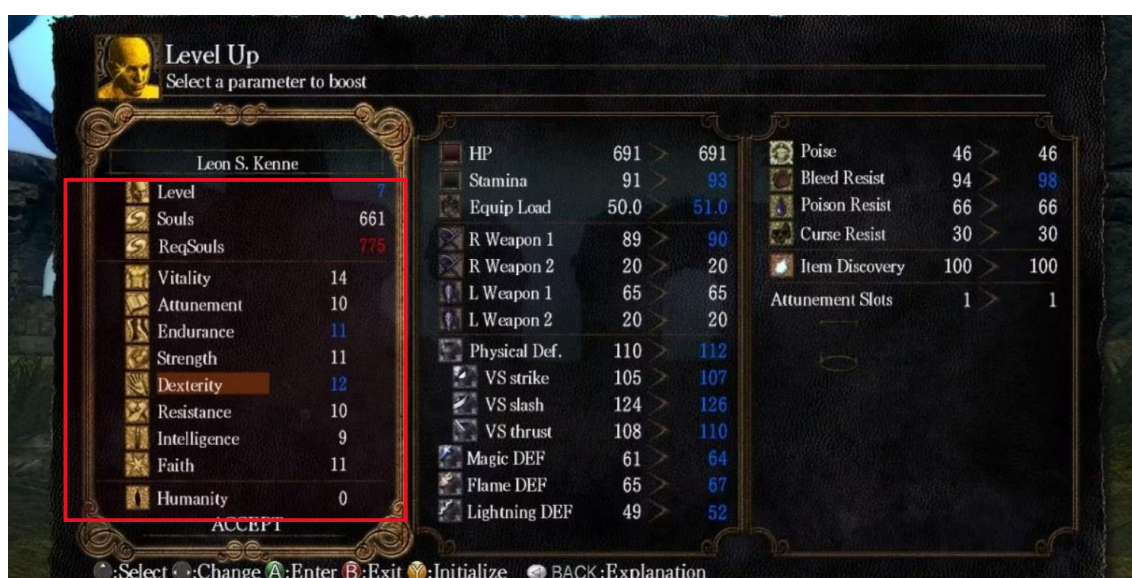 Level Up
Select a parameter to boost
Leon S. Kenne
Level 7
Souls 661
ReqSouls 775
Vitality 14
Attunement 10
Endurance 11
Strength 11
Dexterity 12
Resistance 10
Intelligence 9
Faith 11
Humanity 0
ACCEPT
HP 691 > 691
Stamina 91 > 93
Equip Load 50.0 > 51.0
R Weapon 1 89 > 90
R Weapon 2 20 > 20
L Weapon 1 65 > 65
L Weapon 2 20 > 20
Physical Def. 110 > 112
VS strike 105 > 107
VS slash 124 > 126
VS thrust 108 > 110
Magic DEF 61 > 64
Flame DEF 65 > 67
Lightning DEF 49 > 52
Poise 46 > 46
Bleed Resist 94 > 98
Poison Resist 66 > 66
Curse Resist 30 > 30
Item Discovery 100 > 100
Attunement Slots 1 > 1
:Select :Change A:Enter B:Exit Y:Initialize BACK:Explanation